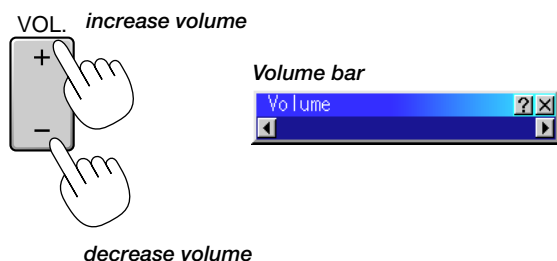 VOL.
increase volume
+
Volume bar
Volume
? ×
−
decrease volume